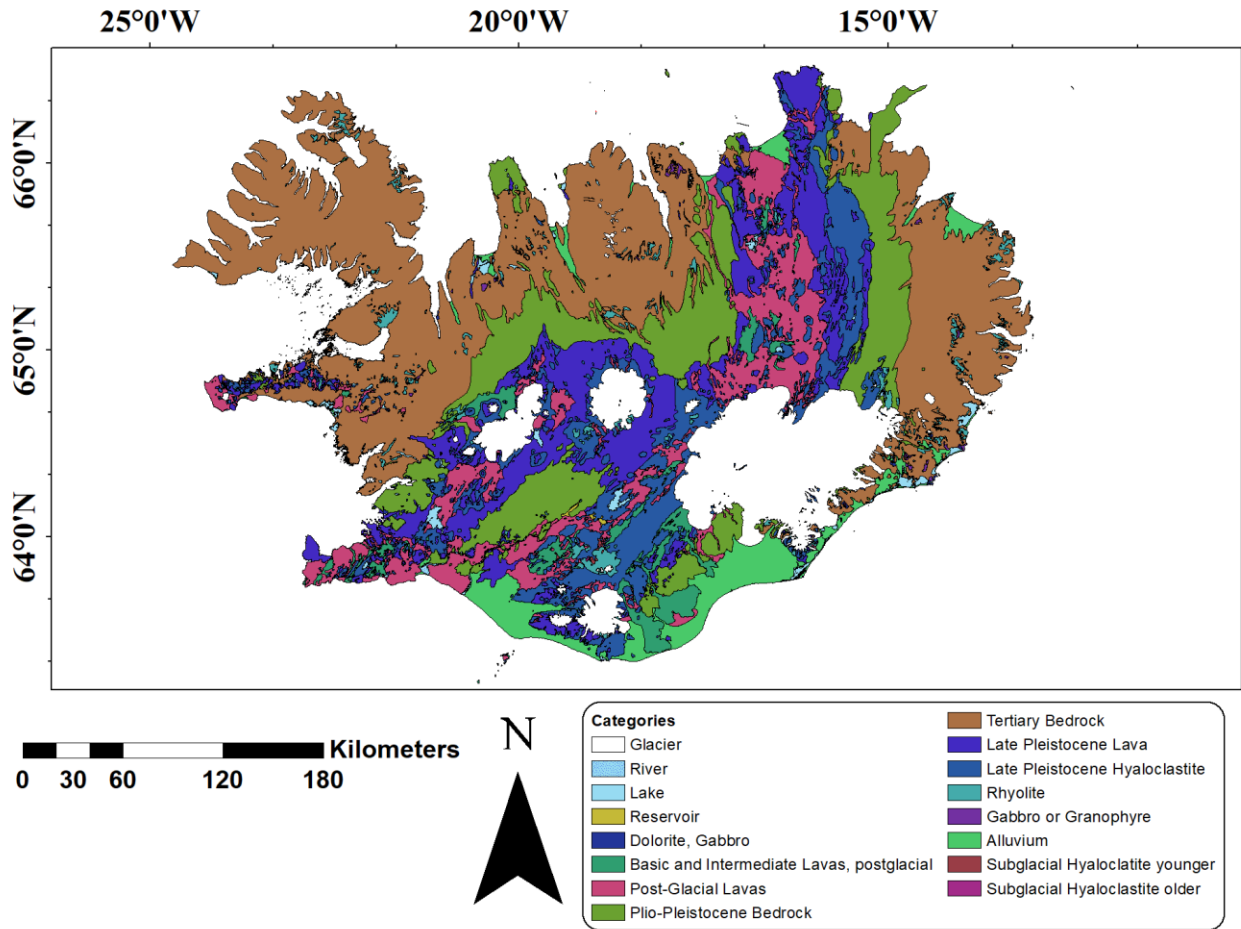 25°0'W 20°0'W 15°0'W
66°0'N
65°0'N
64°0'N
Kilometers
0 30 60 120 180
N
Categories
Glacier
River
Lake
Reservoir
Dolorite, Gabbro
Basic and Intermediate Lavas, postglacial
Post-Glacial Lavas
Plio-Pleistocene Bedrock
Tertiary Bedrock
Late Pleistocene Lava
Late Pleistocene Hyaloclastite
Rhyolite
Gabbro or Granophyre
Alluvium
Subglacial Hyaloclatite younger
Subglacial Hyaloclastite older